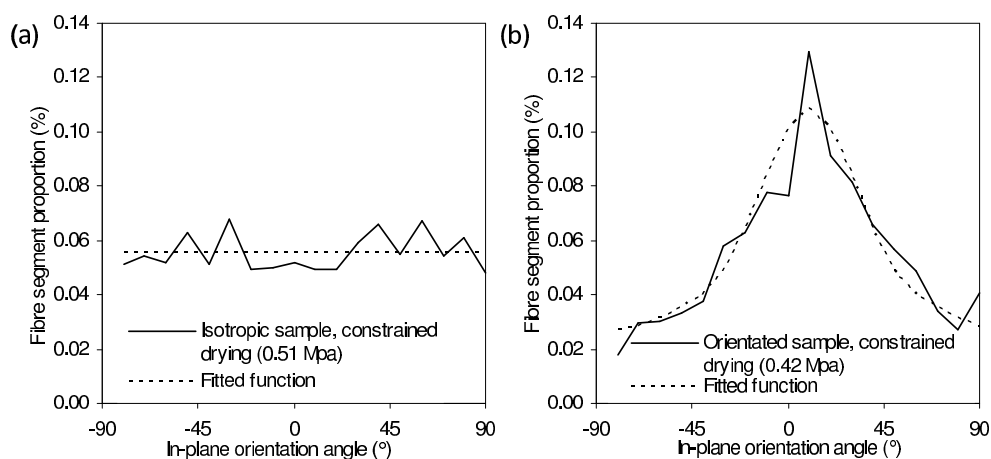 (a)
0.14
0.12
0.10
0.08
0.06
0.04
0.02
0.00
Fibre segment proportion (%)
Isotropic sample, constrained
drying (0.51 Mpa)
Fitted function
-90
-45
0
45
90
In-plane orientation angle (°)
(b)
0.14
0.12
0.10
0.08
0.06
0.04
0.02
0.00
Fibre segment proportion (%)
Orientated sample, constrained
drying (0.42 Mpa)
Fitted function
-90
-45
0
45
90
In-plane orientation angle (°)